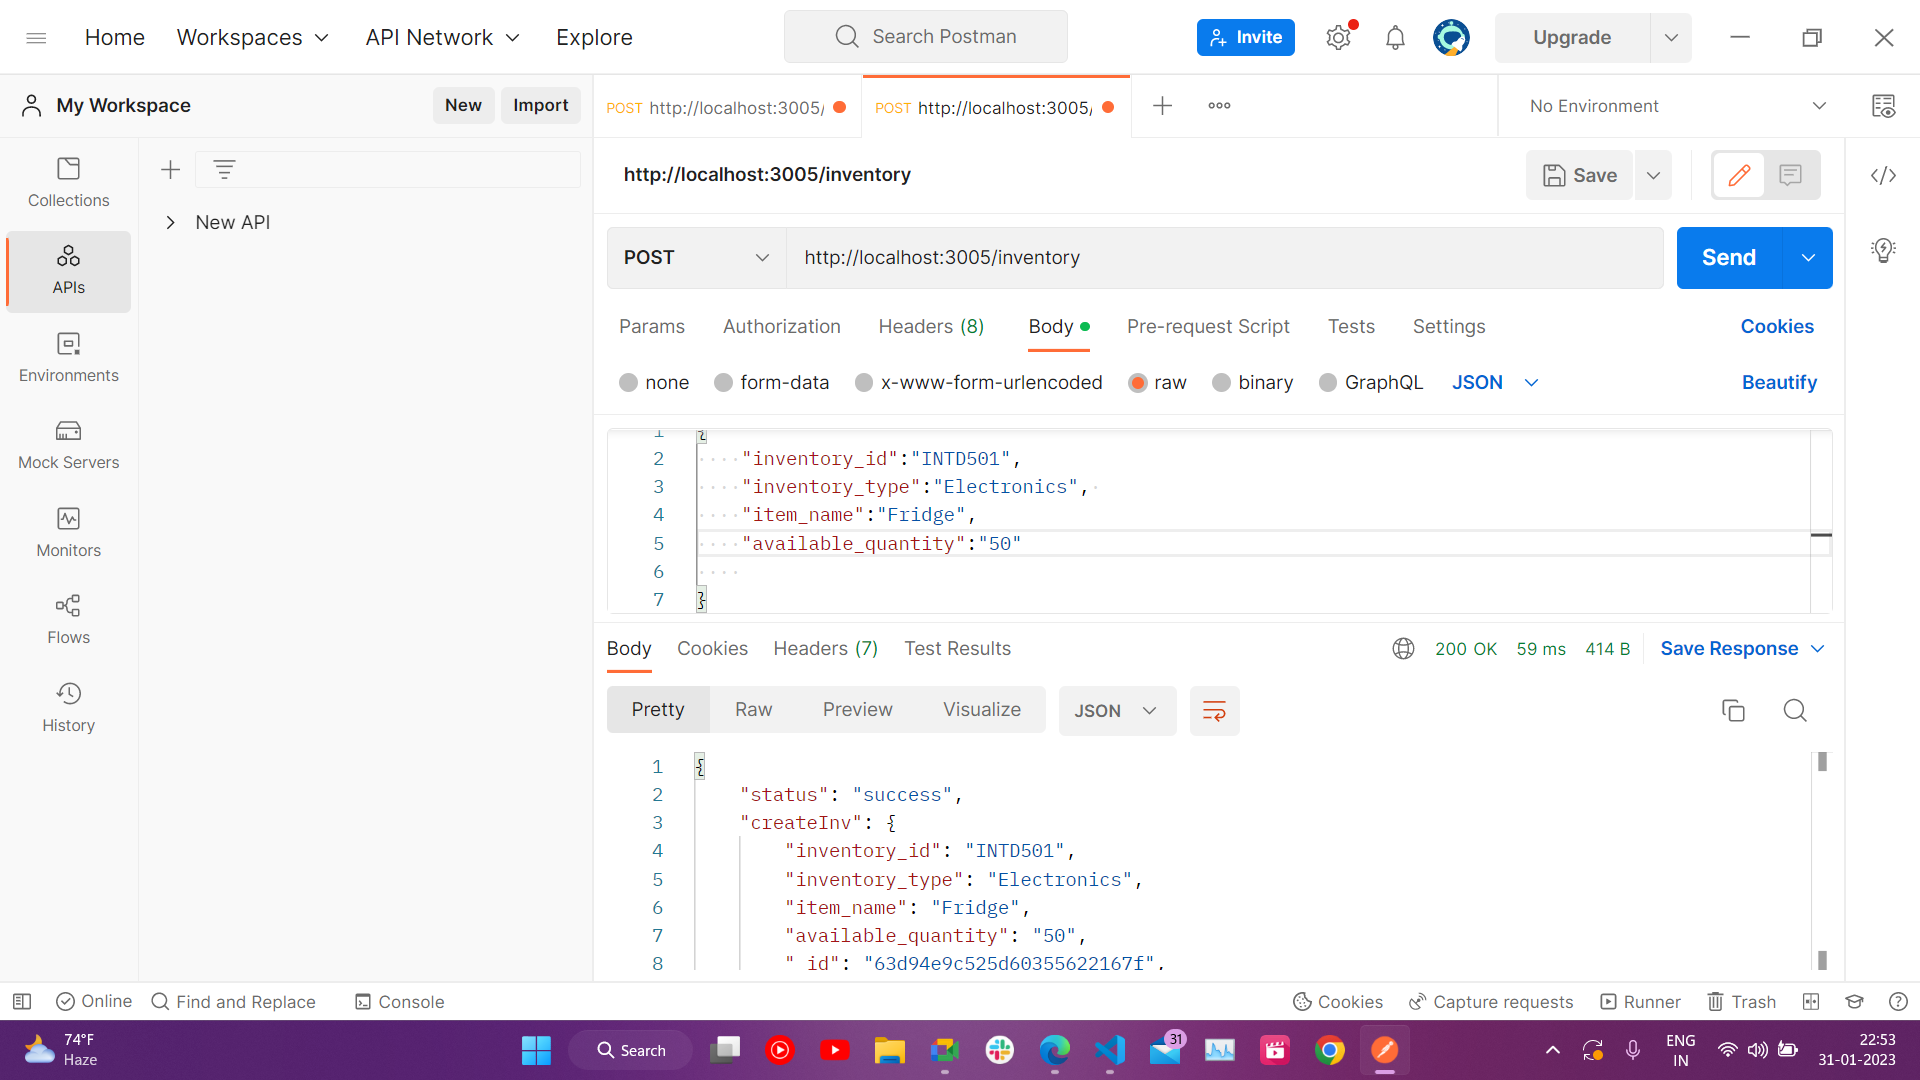 Home Workspaces API Network Explore Search Postman Invite Upgrade
My Workspace New Import POST http://localhost:3005/ POST http://localhost:3005/ No Environment
http://localhost:3005/inventory Save
Collections
New API
APIs
Environments
Mock Servers
Monitors
Flows
History
POST http://localhost:3005/inventory Send
Params Authorization Headers (8) Body Pre-request Script Tests Settings Cookies
none form-data x-www-form-urlencoded raw binary GraphQL JSON Beautify
1 {
2 "inventory_id":"INTD501",
3 "inventory_type":"Electronics",
4 "item_name":"Fridge",
5 "available_quantity":"50"
6
7 }
Body Cookies Headers (7) Test Results 200 OK 59 ms 414 B Save Response
Pretty Raw Preview Visualize JSON
1 {
2 "status": "success",
3 "createInv": {
4 "inventory_id": "INTD501",
5 "inventory_type": "Electronics",
6 "item_name": "Fridge",
7 "available_quantity": "50",
8 "_id": "63d94e9c525d60355622167f",
Online Find and Replace Console Cookies Capture requests Runner Trash
74°F
Haze
Search
31
ENG
IN
22:53
31-01-2023